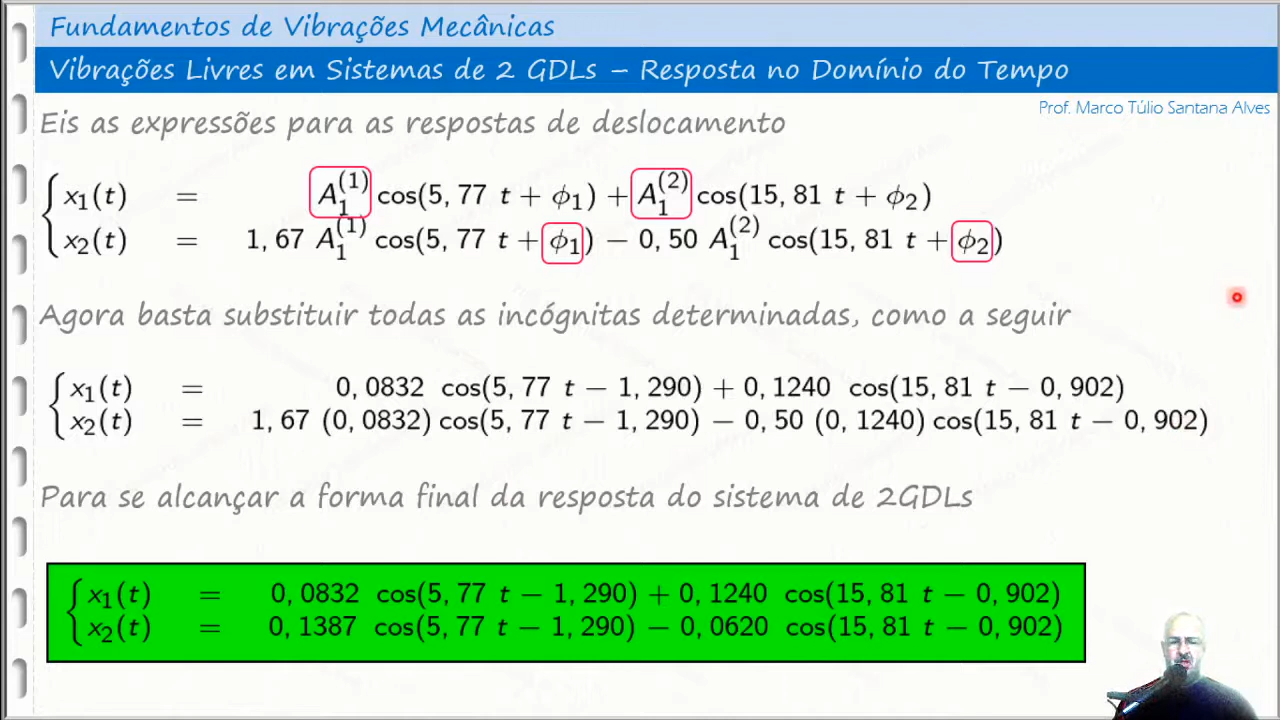 Fundamentos de Vibrações Mecânicas
Vibrações Livres em Sistemas de 2 GDLs – Resposta no Domínio do Tempo
Prof. Marco Túlio Santana Alves
Eis as expressões para as respostas de deslocamento
x₁(t) = A₁⁽¹⁾ cos(5,77 t + ϕ₁) + A₁⁽²⁾ cos(15,81 t + ϕ₂)
x₂(t) = 1,67 A₁⁽¹⁾ cos(5,77 t + ϕ₁) − 0,50 A₁⁽²⁾ cos(15,81 t + ϕ₂)
Agora basta substituir todas as incógnitas determinadas, como a seguir
x₁(t) = 0,0832 cos(5,77 t − 1,290) + 0,1240 cos(15,81 t − 0,902)
x₂(t) = 1,67 (0,0832) cos(5,77 t − 1,290) − 0,50 (0,1240) cos(15,81 t − 0,902)
Para se alcançar a forma final da resposta do sistema de 2GDLs
x₁(t) = 0,0832 cos(5,77 t − 1,290) + 0,1240 cos(15,81 t − 0,902)
x₂(t) = 0,1387 cos(5,77 t − 1,290) − 0,0620 cos(15,81 t − 0,902)